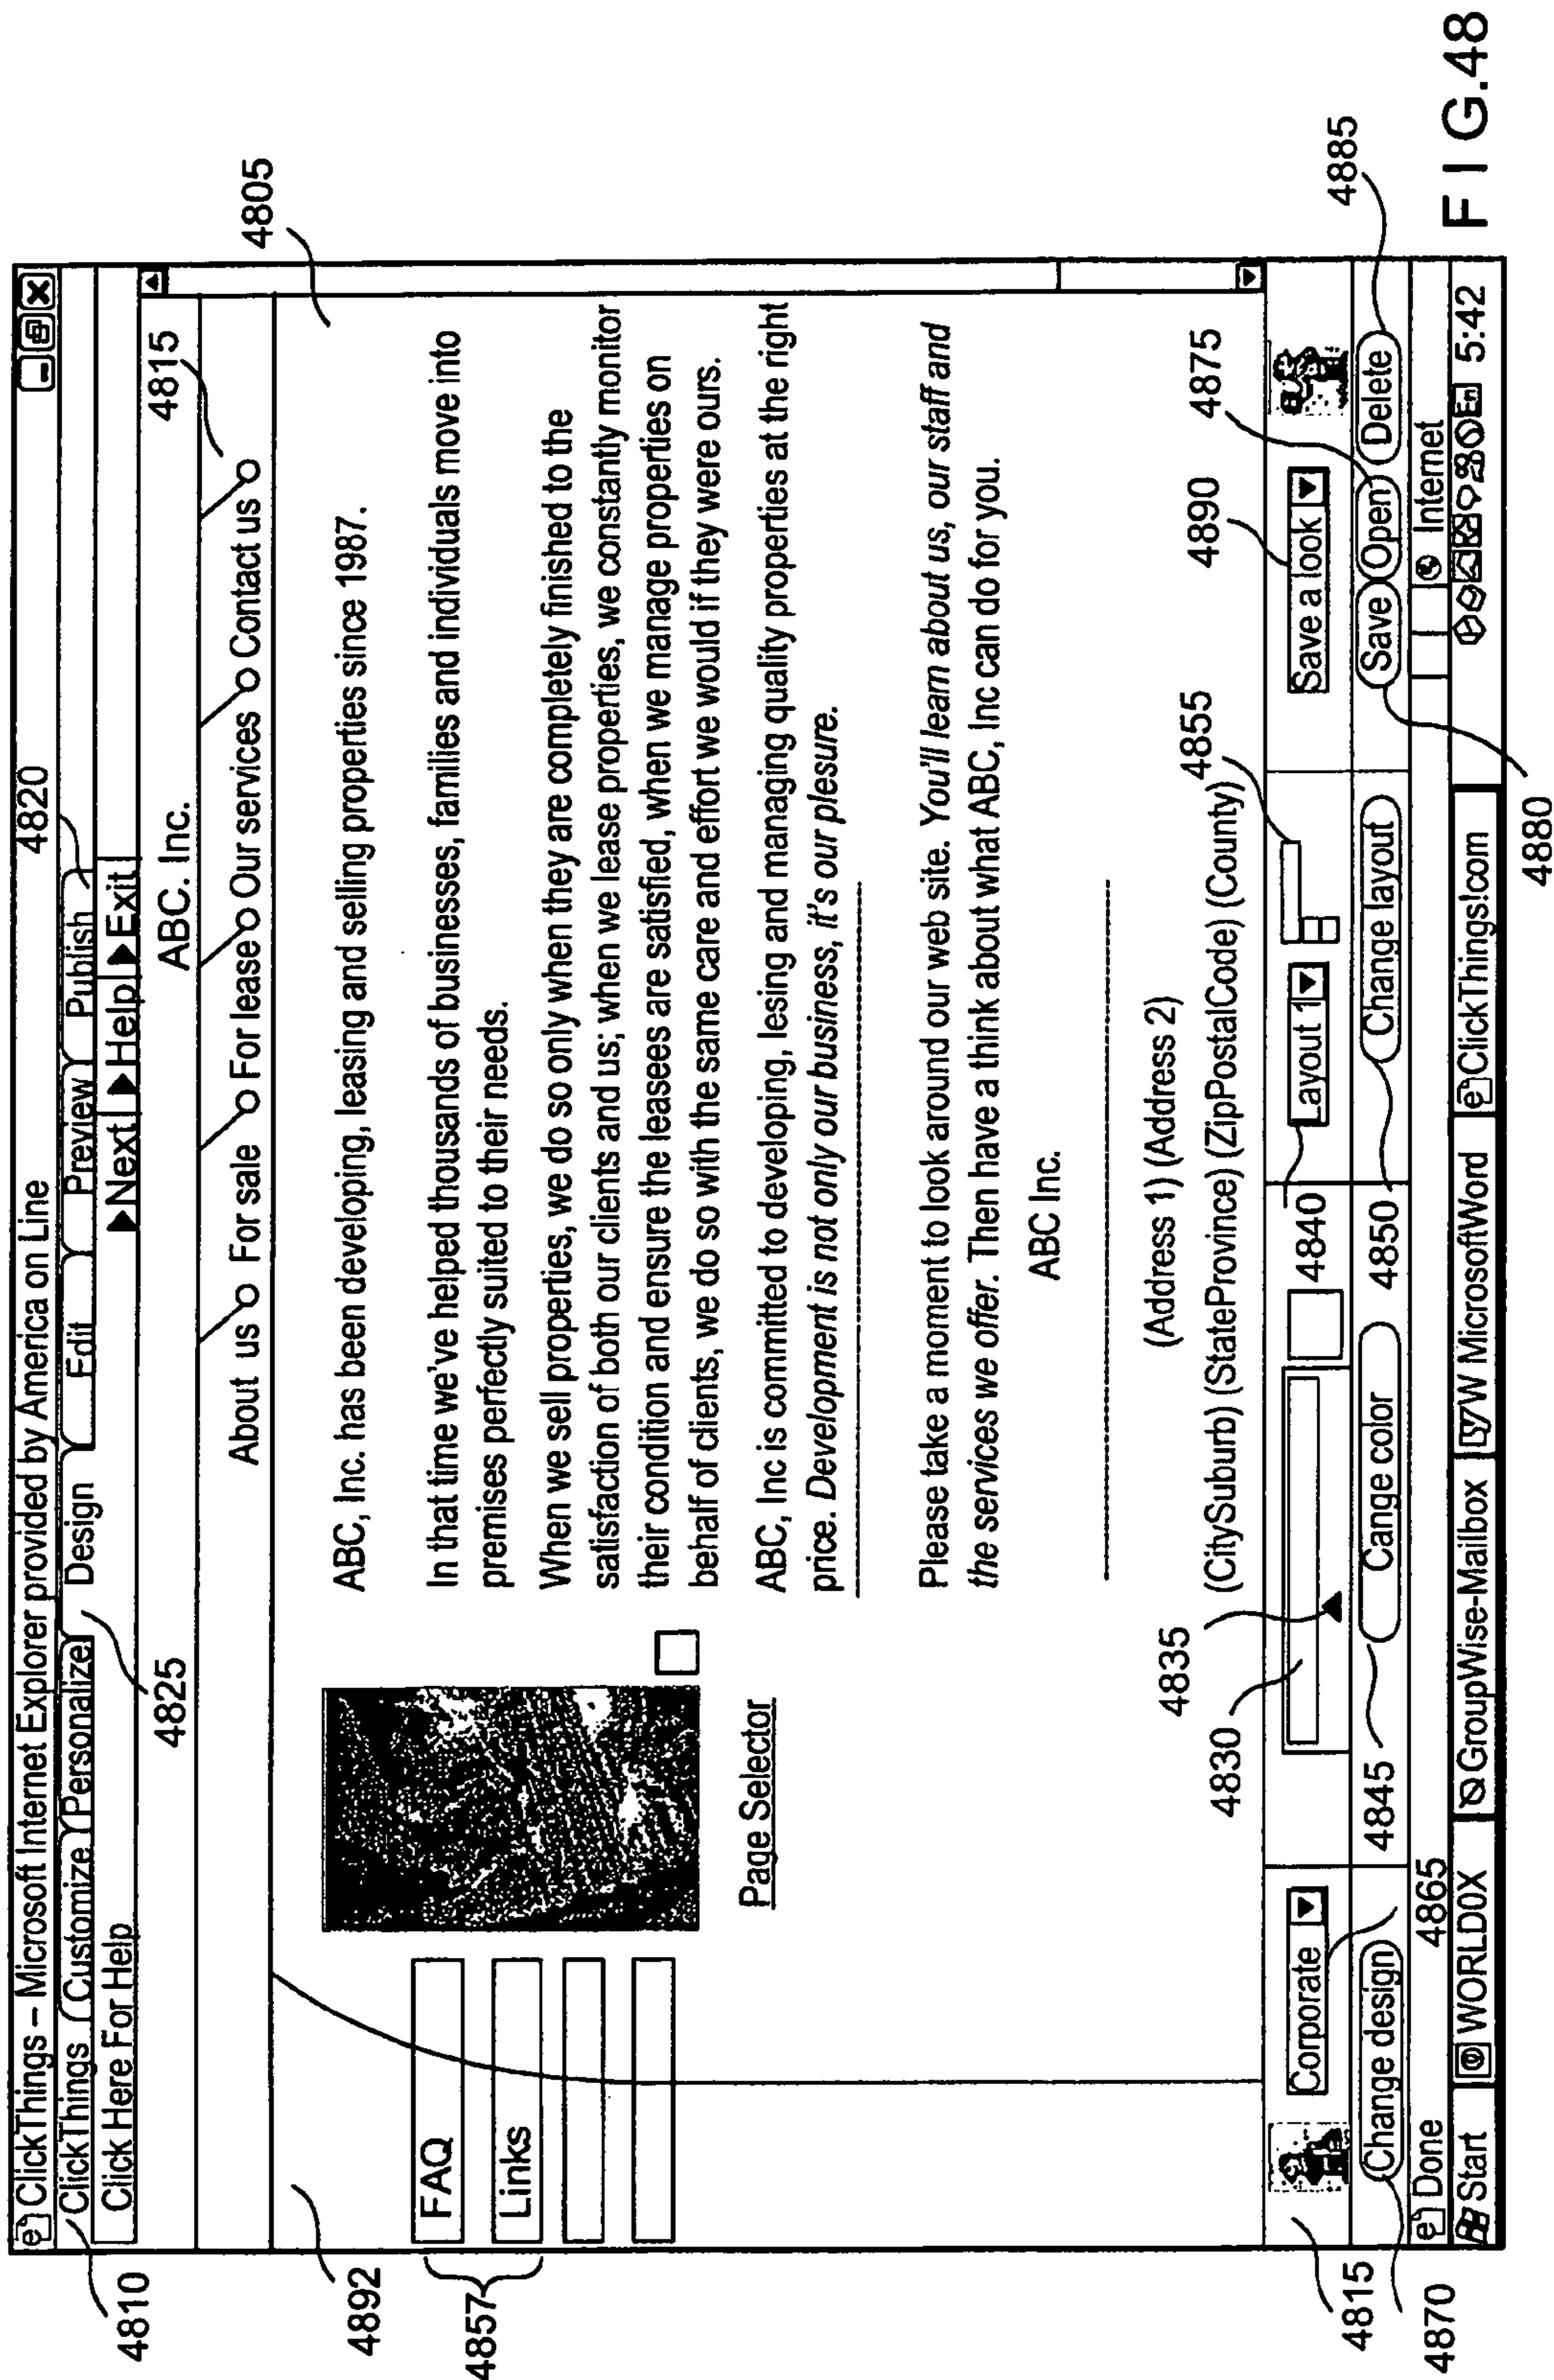 ClickThings – Microsoft Internet Explorer provided by America on Line
4820
ClickThings Customize Personalize Design Edit Preview Publish
Click Here For Help
▶Next ▶Help ▶Exit
4810
4825
ABC. Inc.
4815
About us For sale For lease Our services Contact us
4805
4892
ABC, Inc. has been developing, leasing and selling properties since 1987.
4857
FAQ
Links
In that time we've helped thousands of businesses, families and individuals move into
premises perfectly suited to their needs.
When we sell properties, we do so only when they are completely finished to the
satisfaction of both our clients and us; when we lease properties, we constantly monitor
their condition and ensure the leasees are satisfied, when we manage properties on
behalf of clients, we do so with the same care and effort we would if they were ours.
Page Selector
ABC, Inc is committed to developing, lesing and managing quality properties at the right
price. Development is not only our business, it's our plesure.
Please take a moment to look around our web site. You'll learn about us, our staff and
the services we offer. Then have a think about what ABC, Inc can do for you.
ABC Inc.
(Address 1) (Address 2)
(CitySuburb) (StateProvince) (ZipPostalCode) (County)
4835
4830
4855
4890
4875
4815
Corporate
4840
Layout 1
Save a look
4885
4870
Change design
4845
Cange color
4850
Change layout
Save Open Delete
4865
4880
Done
Internet
Start WORLD0X GroupWise-Mailbox W MicrosoftWord ClickThings!com En 5:42
F I G.48